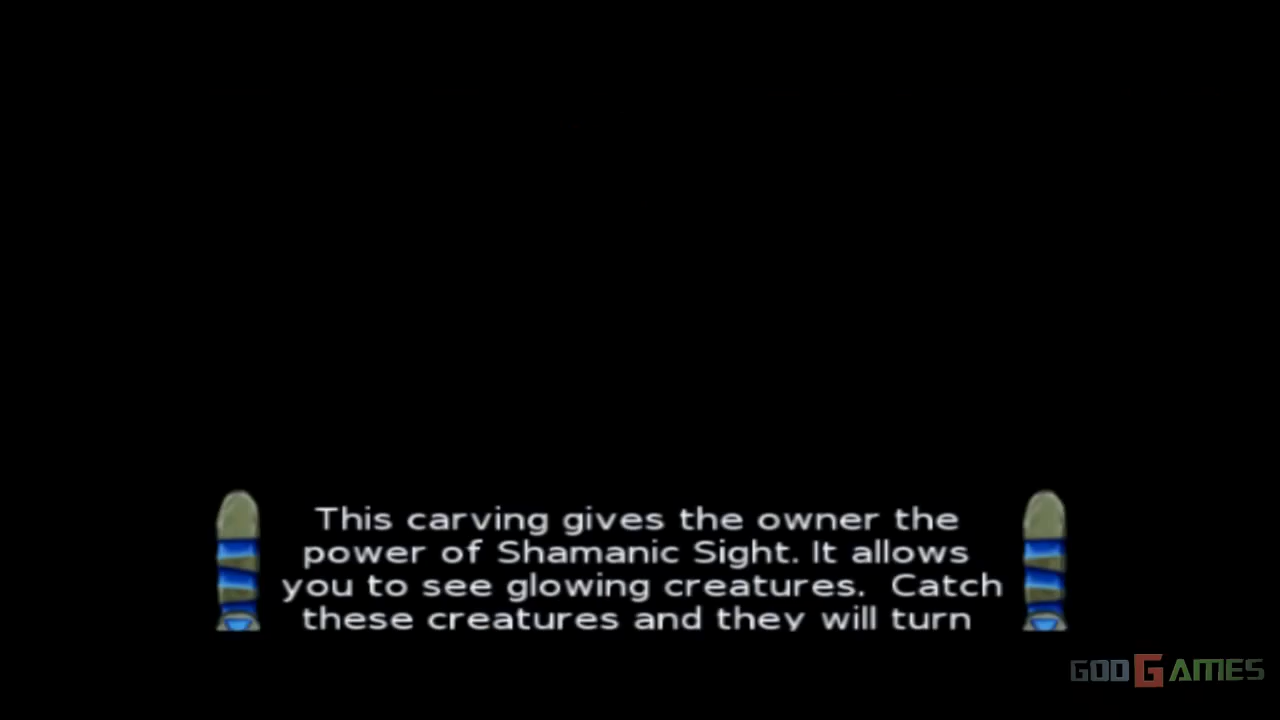 This carving gives the owner the
power of Shamanic Sight. It allows
you to see glowing creatures.  Catch
these creatures and they will turn
GODGAMES